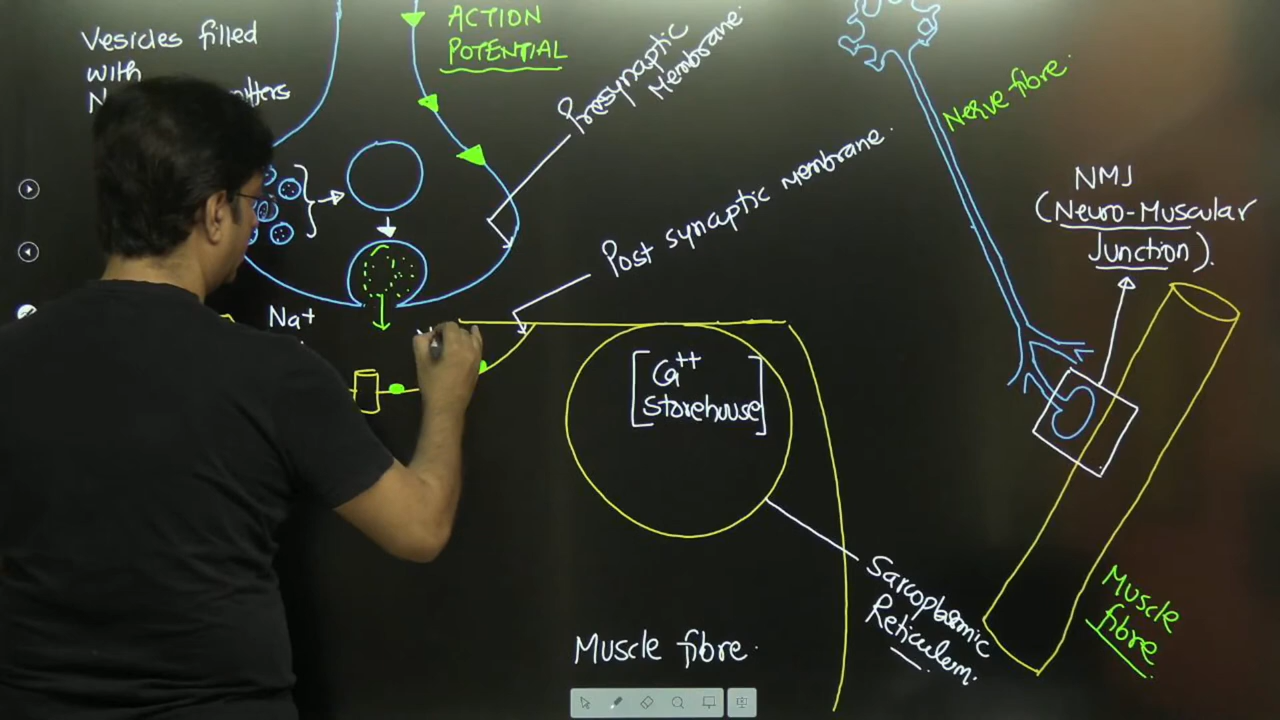 Vesicles filled
with
ACTION
POTENTIAL
Presynaptic
Membrane.
Post synaptic membrane.
Nerve fibre.
NMJ
(Neuro-Muscular
Junction).
Na+
[Ca++
storehouse]
Sarcoplasmic
Reticulem.
Muscle fibre.
Muscle
fibre